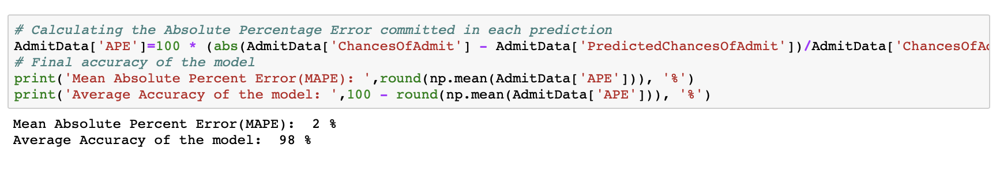 # Calculating the Absolute Percentage Error committed in each prediction
AdmitData['APE']=100 * (abs(AdmitData['ChancesOfAdmit'] - AdmitData['PredictedChancesOfAdmit'])/AdmitData['ChancesOfAd
# Final accuracy of the model
print('Mean Absolute Percent Error(MAPE): ',round(np.mean(AdmitData['APE'])), '%')
print('Average Accuracy of the model: ',100 - round(np.mean(AdmitData['APE'])), '%')
Mean Absolute Percent Error(MAPE):  2 %
Average Accuracy of the model:  98 %